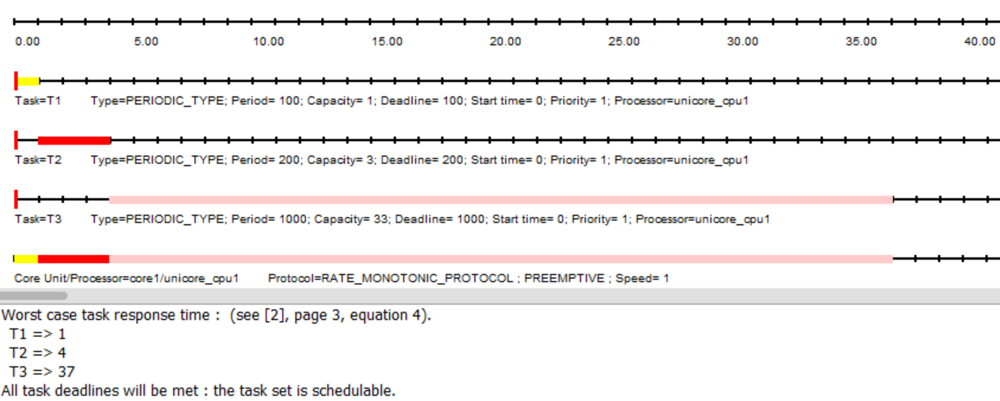 0.00 5.00 10.00 15.00 20.00 25.00 30.00 35.00 40.00
Task=T1 Type=PERIODIC_TYPE; Period= 100; Capacity= 1; Deadline= 100; Start time= 0; Priority= 1; Processor=unicore_cpu1
Task=T2 Type=PERIODIC_TYPE; Period= 200; Capacity= 3; Deadline= 200; Start time= 0; Priority= 1; Processor=unicore_cpu1
Task=T3 Type=PERIODIC_TYPE; Period= 1000; Capacity= 33; Deadline= 1000; Start time= 0; Priority= 1; Processor=unicore_cpu1
Core Unit/Processor=core1/unicore_cpu1 Protocol=RATE_MONOTONIC_PROTOCOL ; PREEMPTIVE ; Speed= 1
Worst case task response time : (see [2], page 3, equation 4).
T1 => 1
T2 => 4
T3 => 37
All task deadlines will be met : the task set is schedulable.